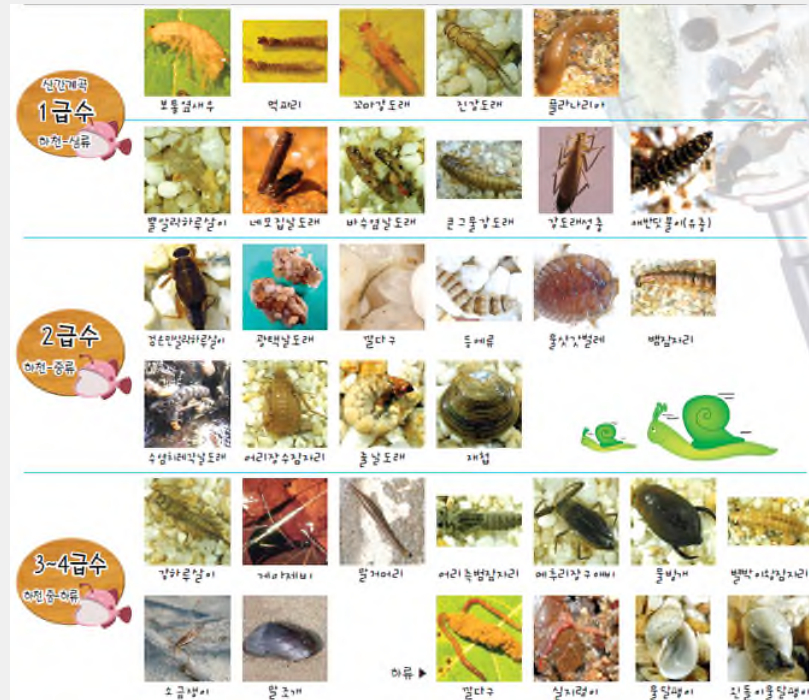 산간계곡
1급수
하천-상류
보통옆새우
먹파리
꼬마강도래
진강도래
플라나리아
뿔알락하루살이
네모집날도래
바수염날도래
큰그물강도래
강도래성충
애반딧불이(유충)
2급수
하천-중류
검은민알락하루살이
광택날도래
깔다구
등에류
물삿갓벌레
뱀잠자리
수염치레각날도래
어리장수잠자리
줄날도래
재첩
3~4급수
하천 중-하류
강하루살이
게아재비
말거머리
어리측범잠자리
메추리장구애비
물방개
별박이왕잠자리
소금쟁이
말조개
하류 ▶
깔다구
실지렁이
물달팽이
왼돌이물달팽이